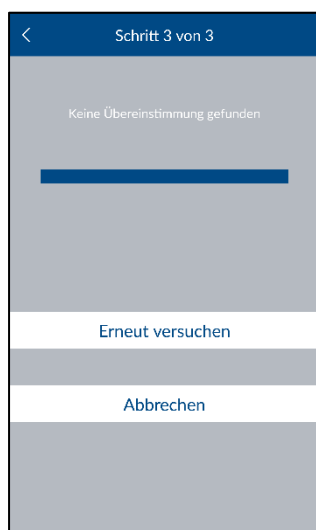 Schritt 3 von 3
Keine Übereinstimmung gefunden
Erneut versuchen
Abbrechen